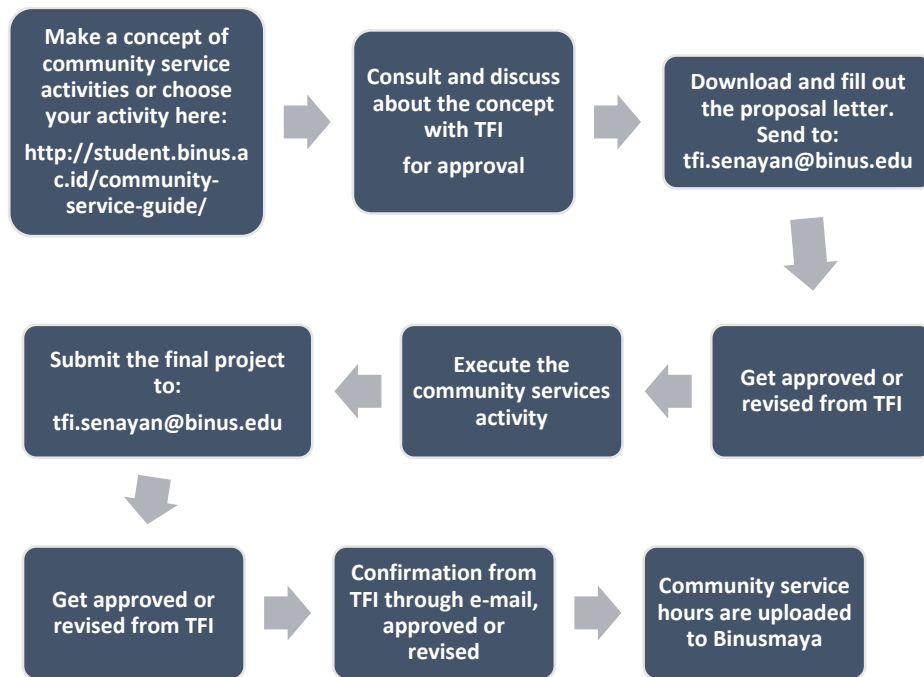 Make a concept of
community service
activities or choose
your activity here:
http://student.binus.a
c.id/community-
service-guide/
Consult and discuss
about the concept
with TFI
for approval
Download and fill out
the proposal letter.
Send to:
tfi.senayan@binus.edu
Submit the final project
to:
tfi.senayan@binus.edu
Execute the
community services
activity
Get approved or
revised from TFI
Get approved or
revised from TFI
Confirmation from
TFI through e-mail,
approved or
revised
Community service
hours are uploaded
to Binusmaya